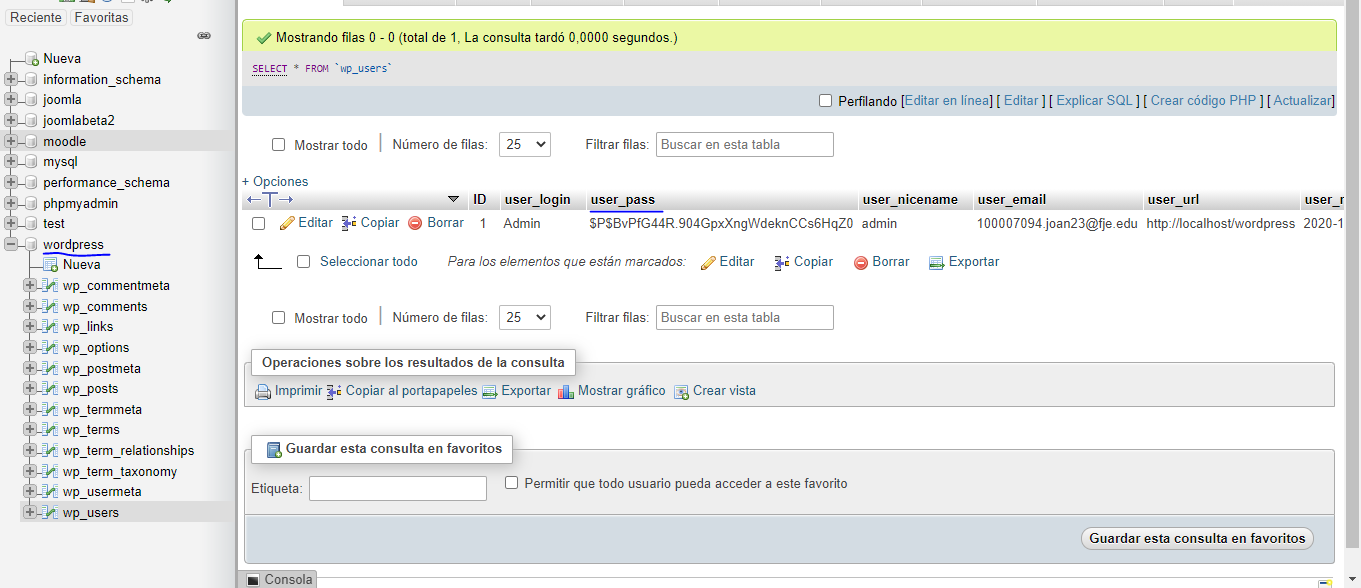 Reciente Favoritas
Nueva
information_schema
joomla
joomlabeta2
moodle
mysql
performance_schema
phpmyadmin
test
wordpress
Nueva
wp_commentmeta
wp_comments
wp_links
wp_options
wp_postmeta
wp_posts
wp_termmeta
wp_terms
wp_term_relationships
wp_term_taxonomy
wp_usermeta
wp_users
Mostrando filas 0 - 0 (total de 1, La consulta tardó 0,0000 segundos.)
SELECT * FROM `wp_users`
Perfilando [Editar en línea] [ Editar ] [ Explicar SQL ] [ Crear código PHP ] [ Actualizar]
Mostrar todo Número de filas: 25 Filtrar filas: Buscar en esta tabla
+ Opciones
ID user_login user_pass user_nicename user_email user_url user_r
Editar Copiar Borrar 1 Admin $P$BvPfG44R.904GpxXngWdeknCCs6HqZ0 admin 100007094.joan23@fje.edu http://localhost/wordpress 2020-1
Seleccionar todo Para los elementos que están marcados: Editar Copiar Borrar Exportar
Mostrar todo Número de filas: 25 Filtrar filas: Buscar en esta tabla
Operaciones sobre los resultados de la consulta
Imprimir Copiar al portapapeles Exportar Mostrar gráfico Crear vista
Guardar esta consulta en favoritos
Etiqueta: Permitir que todo usuario pueda acceder a este favorito
Guardar esta consulta en favoritos
Consola